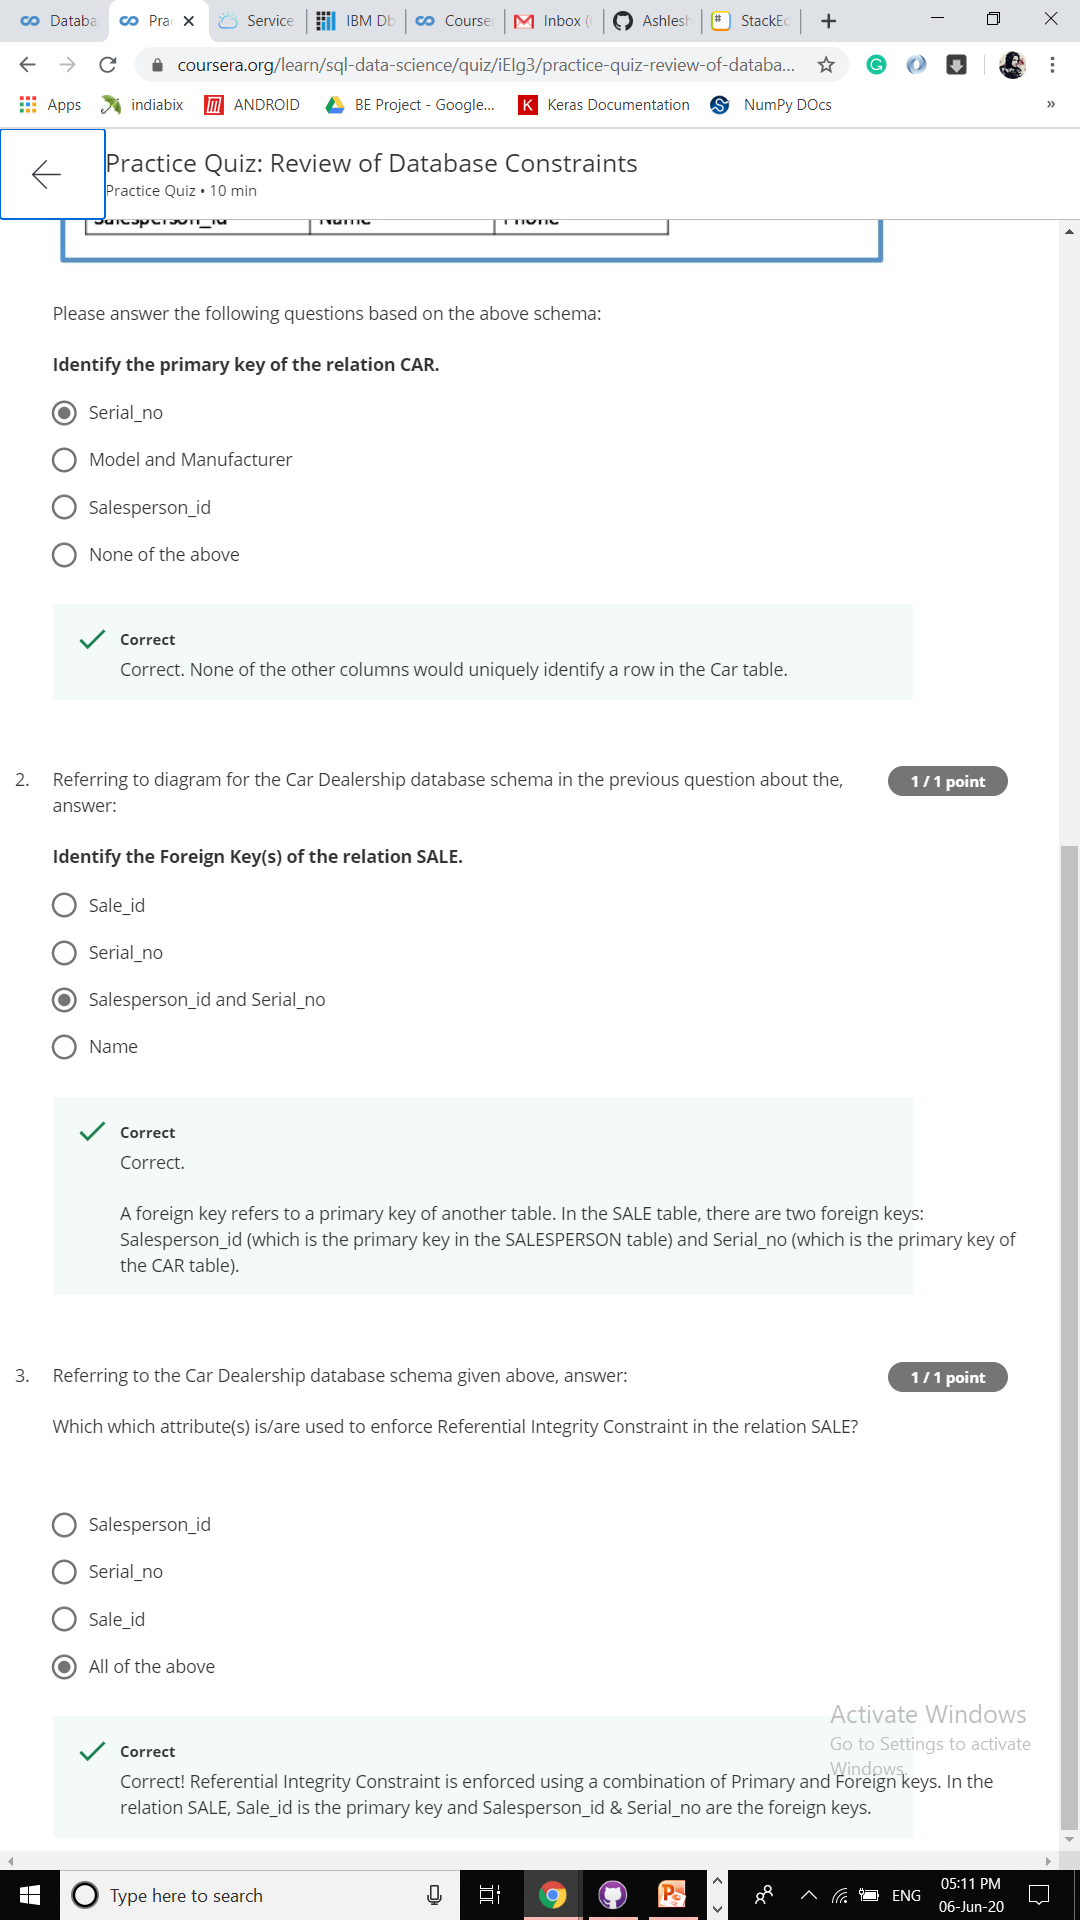 Databa
Pra
Service
IBM Db
Course
Inbox (
Ashlesh
StackEd
coursera.org/learn/sql-data-science/quiz/iElg3/practice-quiz-review-of-databa...
Apps
indiabix
ANDROID
BE Project - Google...
Keras Documentation
NumPy DOcs
»
Practice Quiz: Review of Database Constraints
Practice Quiz • 10 min
Salesperson_id Name Phone
Please answer the following questions based on the above schema:
Identify the primary key of the relation CAR.
Serial_no
Model and Manufacturer
Salesperson_id
None of the above
Correct
Correct. None of the other columns would uniquely identify a row in the Car table.
2. Referring to diagram for the Car Dealership database schema in the previous question about the,
answer:
1 / 1 point
Identify the Foreign Key(s) of the relation SALE.
Sale_id
Serial_no
Salesperson_id and Serial_no
Name
Correct
Correct.
A foreign key refers to a primary key of another table. In the SALE table, there are two foreign keys:
Salesperson_id (which is the primary key in the SALESPERSON table) and Serial_no (which is the primary key of
the CAR table).
3. Referring to the Car Dealership database schema given above, answer:
1 / 1 point
Which which attribute(s) is/are used to enforce Referential Integrity Constraint in the relation SALE?
Salesperson_id
Serial_no
Sale_id
All of the above
Activate Windows
Go to Settings to activate
Windows.
Correct
Correct! Referential Integrity Constraint is enforced using a combination of Primary and Foreign keys. In the
relation SALE, Sale_id is the primary key and Salesperson_id & Serial_no are the foreign keys.
Type here to search
ENG
05:11 PM
06-Jun-20